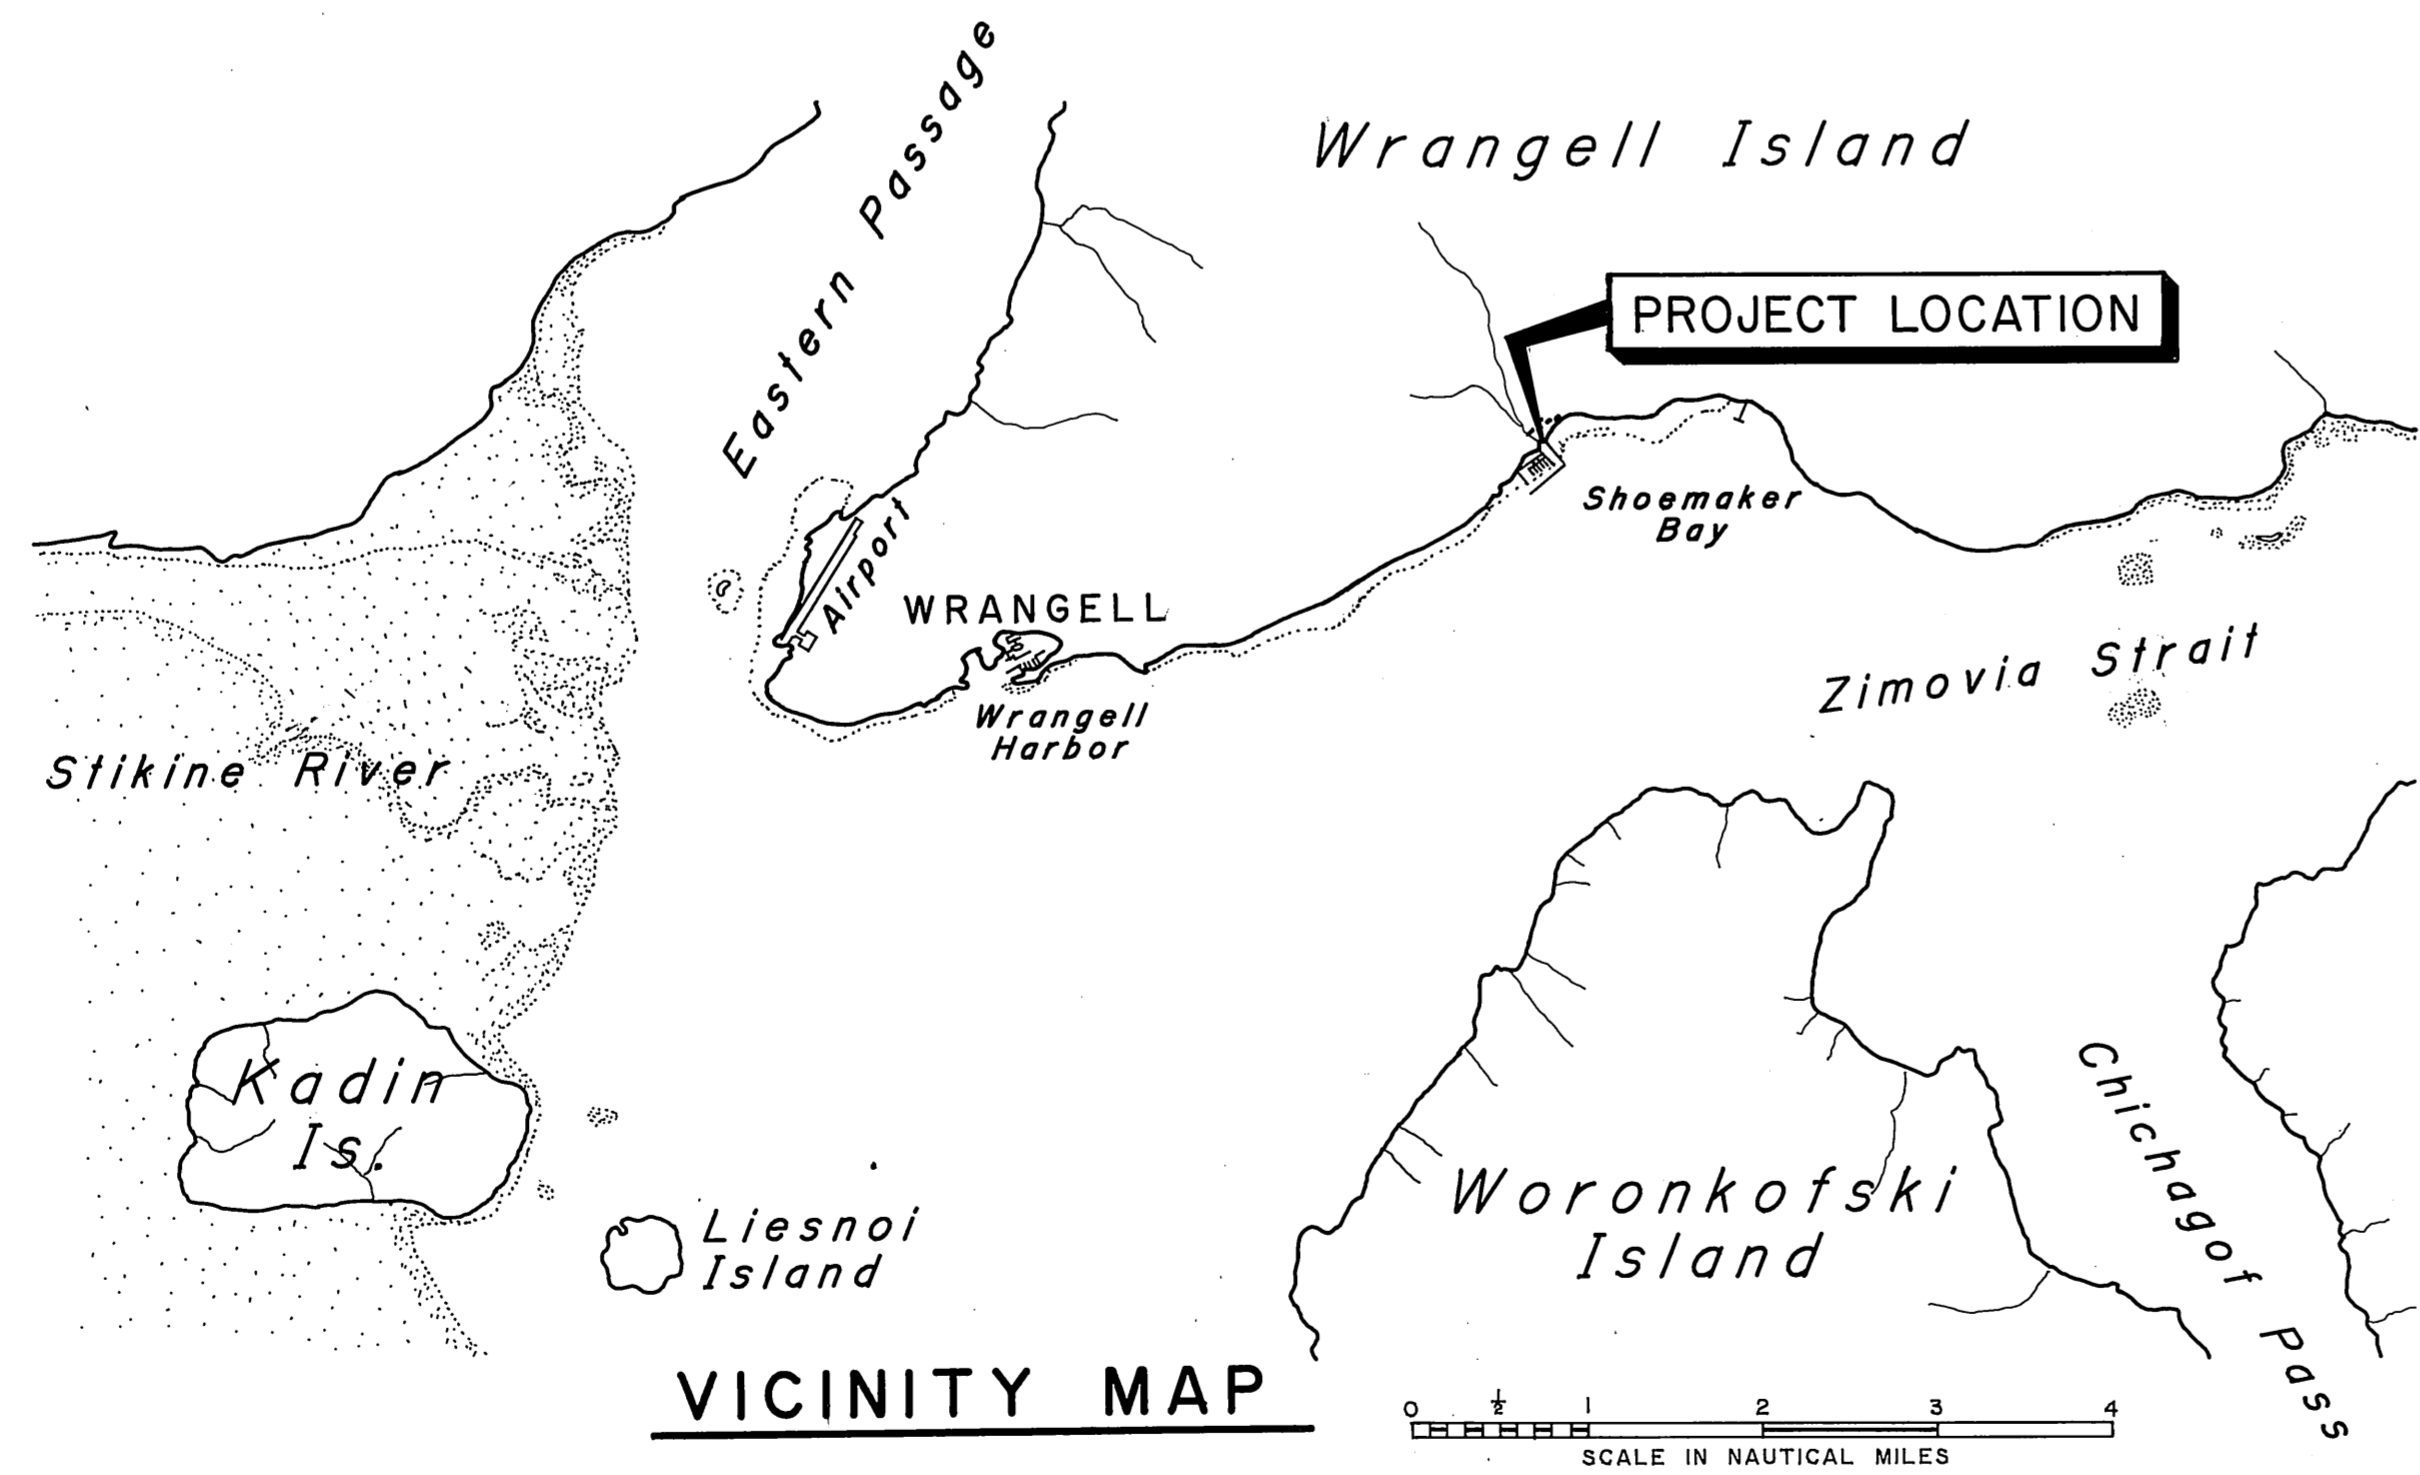 Eastern Passage
Wrangell Island
PROJECT LOCATION
Airport
WRANGELL
Shoemaker
Bay
Wrangell
Harbor
Zimovia Strait
Stikine River
Kadin
Is.
Liesnoi
Island
Woronkofski
Island
Chichagof Pass
VICINITY MAP
0 ½ 1 2 3 4
SCALE IN NAUTICAL MILES